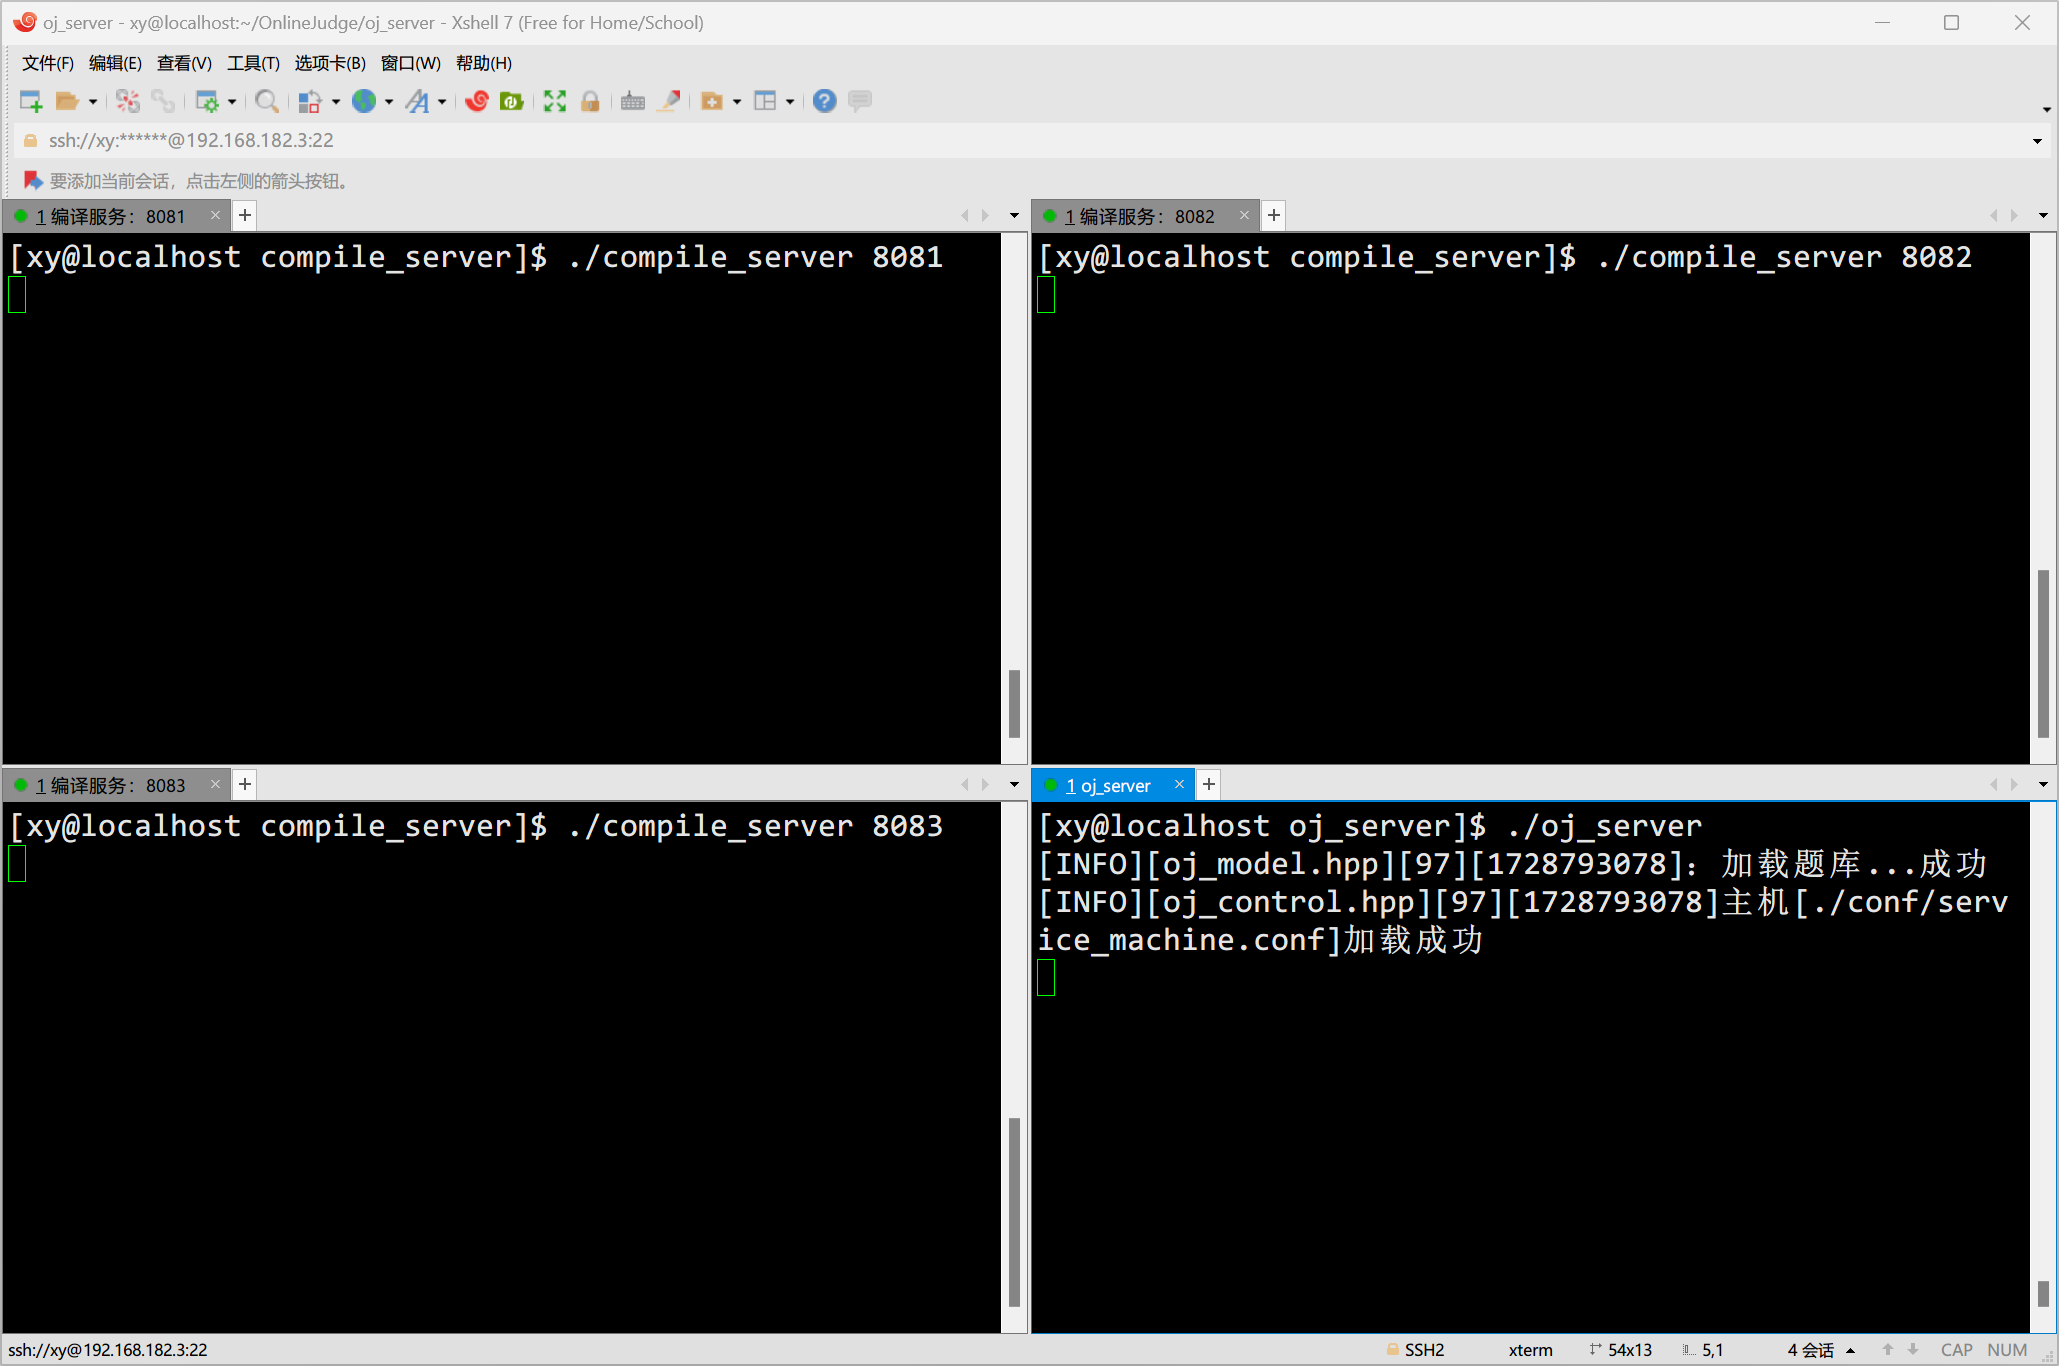 oj_server - xy@localhost:~/OnlineJudge/oj_server - Xshell 7 (Free for Home/School)
文件(F) 编辑(E) 查看(V) 工具(T) 选项卡(B) 窗口(W) 帮助(H)
ssh://xy:******@192.168.182.3:22
要添加当前会话，点击左侧的箭头按钮。
1 编译服务：8081
[xy@localhost compile_server]$ ./compile_server 8081
1 编译服务：8082
[xy@localhost compile_server]$ ./compile_server 8082
1 编译服务：8083
[xy@localhost compile_server]$ ./compile_server 8083
1 oj_server
[xy@localhost oj_server]$ ./oj_server
[INFO][oj_model.hpp][97][1728793078]：加载题库...成功
[INFO][oj_control.hpp][97][1728793078]主机[./conf/serv
ice_machine.conf]加载成功
ssh://xy@192.168.182.3:22 SSH2 xterm 54x13 5,1 4 会话 CAP NUM